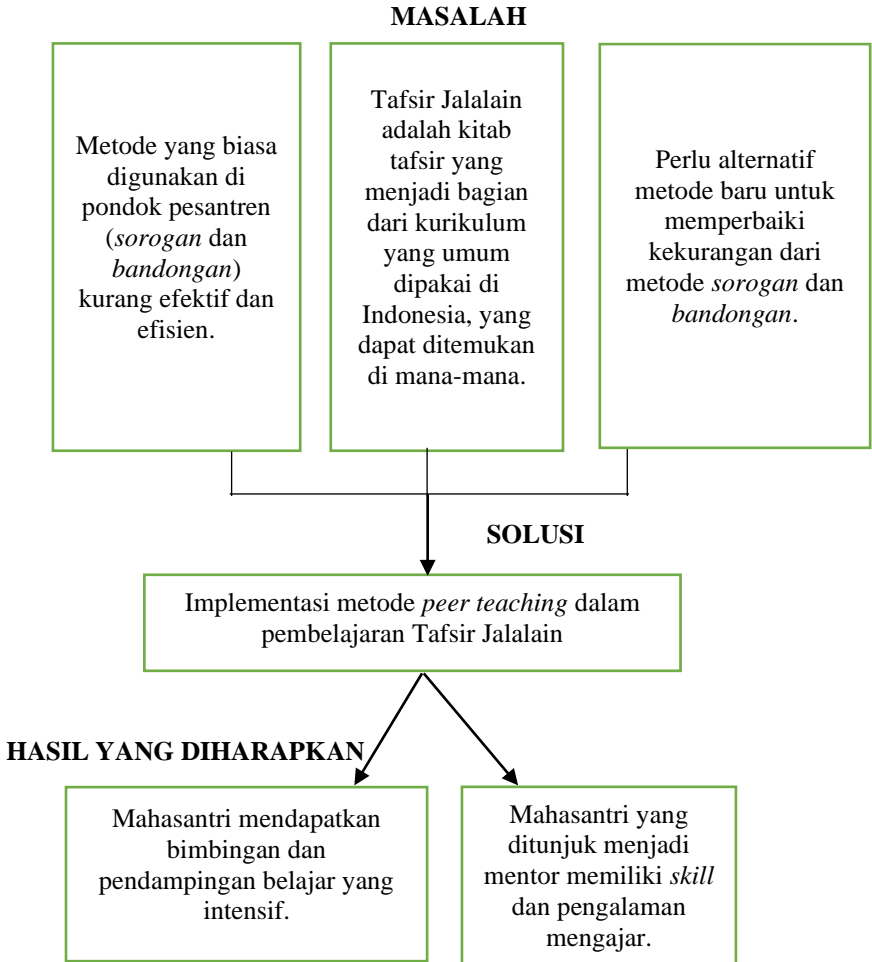 MASALAH
Metode yang biasa
digunakan di
pondok pesantren
(sorogan dan
bandongan)
kurang efektif dan
efisien.
Tafsir Jalalain
adalah kitab
tafsir yang
menjadi bagian
dari kurikulum
yang umum
dipakai di
Indonesia, yang
dapat ditemukan
di mana-mana.
Perlu alternatif
metode baru untuk
memperbaiki
kekurangan dari
metode sorogan dan
bandongan.
SOLUSI
Implementasi metode peer teaching dalam
pembelajaran Tafsir Jalalain
HASIL YANG DIHARAPKAN
Mahasantri mendapatkan
bimbingan dan
pendampingan belajar yang
intensif.
Mahasantri yang
ditunjuk menjadi
mentor memiliki skill
dan pengalaman
mengajar.